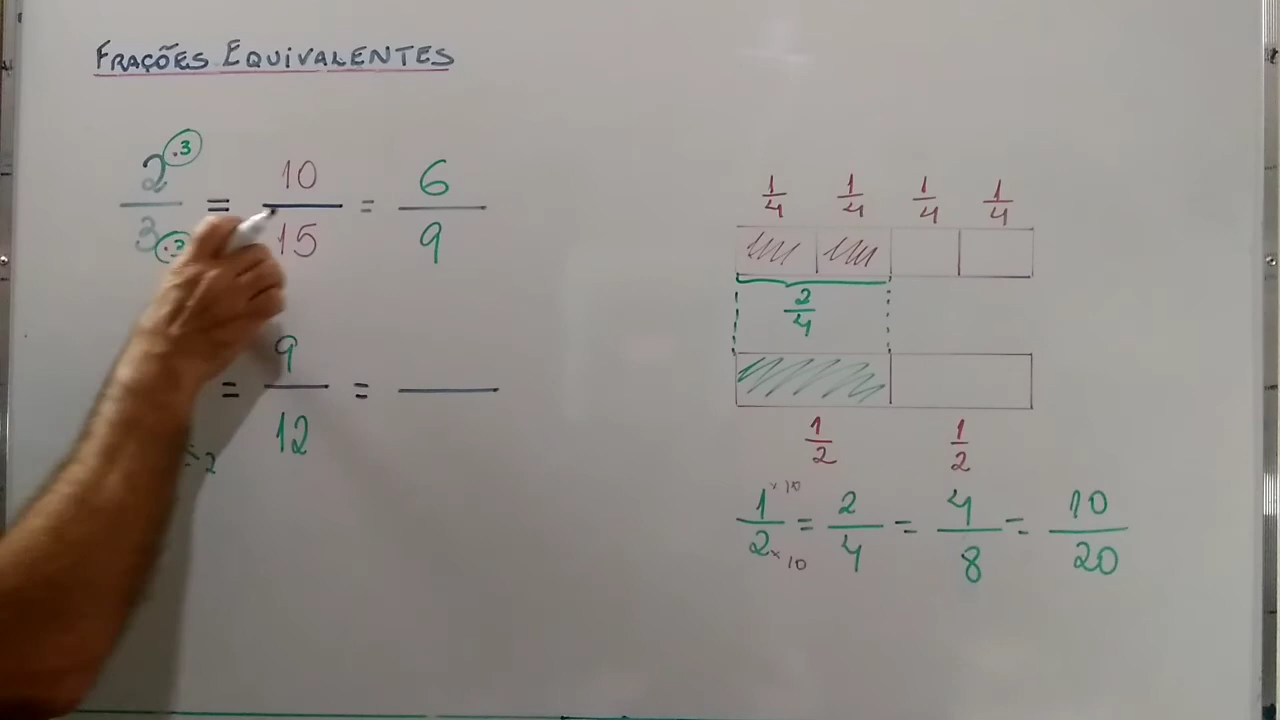 FRAÇÕES EQUIVALENTES
2 .3 / 3 .3 = 10 / 15 = 6 / 9
= 9 / 12 =
÷ 2
1/4 1/4 1/4 1/4
2/4
1/2 1/2
1 × 10 / 2 × 10 = 2 / 4 = 4 / 8 = 10 / 20